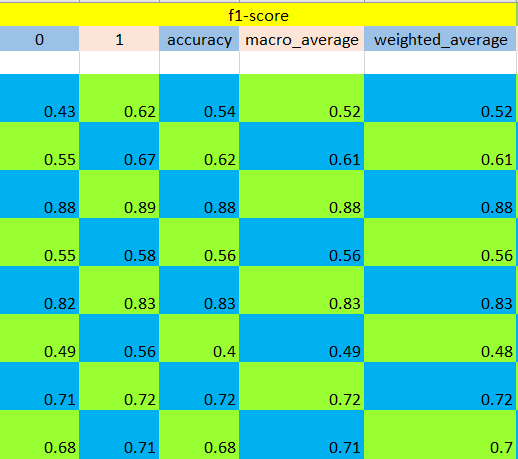 f1-score
0 1 accuracy macro_average weighted_average
0.43 0.62 0.54 0.52 0.52
0.55 0.67 0.62 0.61 0.61
0.88 0.89 0.88 0.88 0.88
0.55 0.58 0.56 0.56 0.56
0.82 0.83 0.83 0.83 0.83
0.49 0.56 0.4 0.49 0.48
0.71 0.72 0.72 0.72 0.72
0.68 0.71 0.68 0.71 0.7